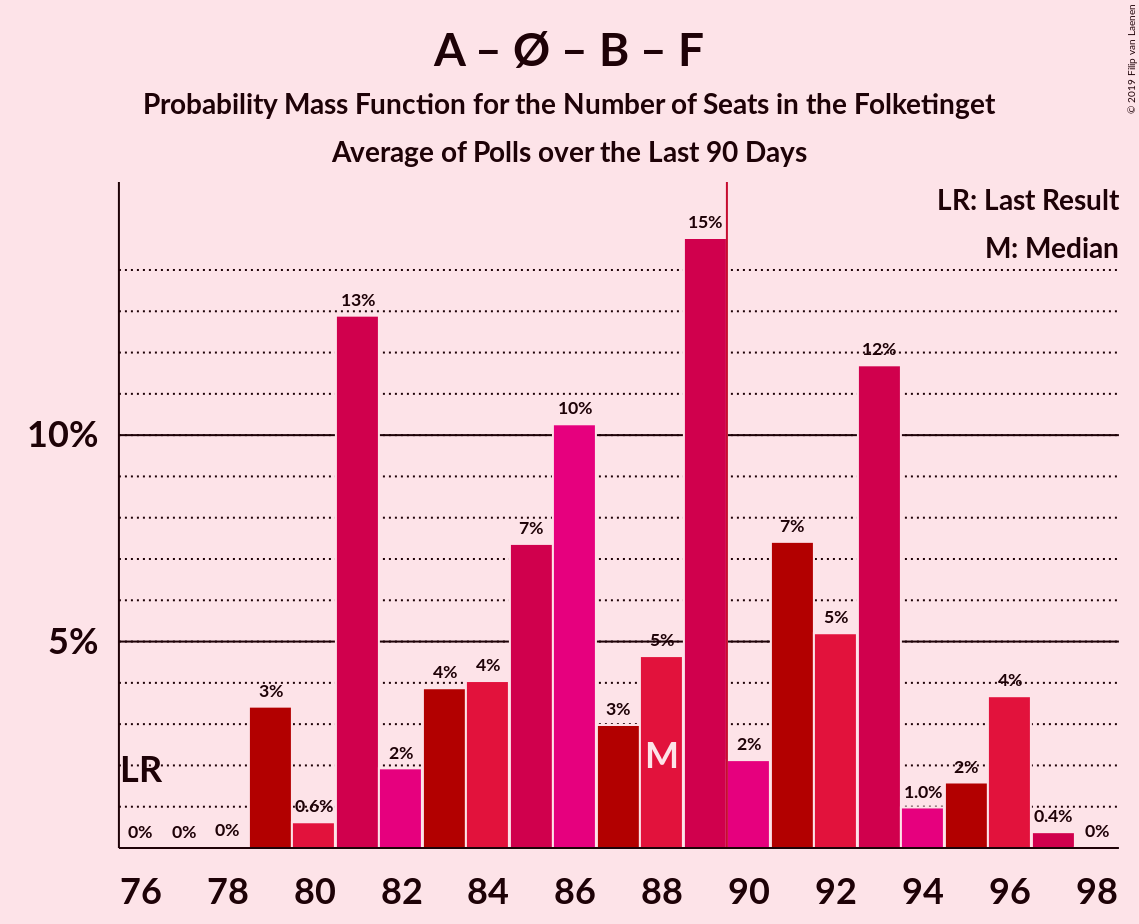 A – Ø – B – F
Probability Mass Function for the Number of Seats in the Folketinget
Average of Polls over the Last 90 Days
© 2019 Filip van Laenen
LR: Last Result
M: Median
15%
13%
12%
10%
10%
7%
7%
5%
5%
5%
4%
4%
4%
3%
3%
2%
2%
2%
1.0%
0.6%
0.4%
M
LR
0%
0%
0%
0%
76 78 80 82 84 86 88 90 92 94 96 98